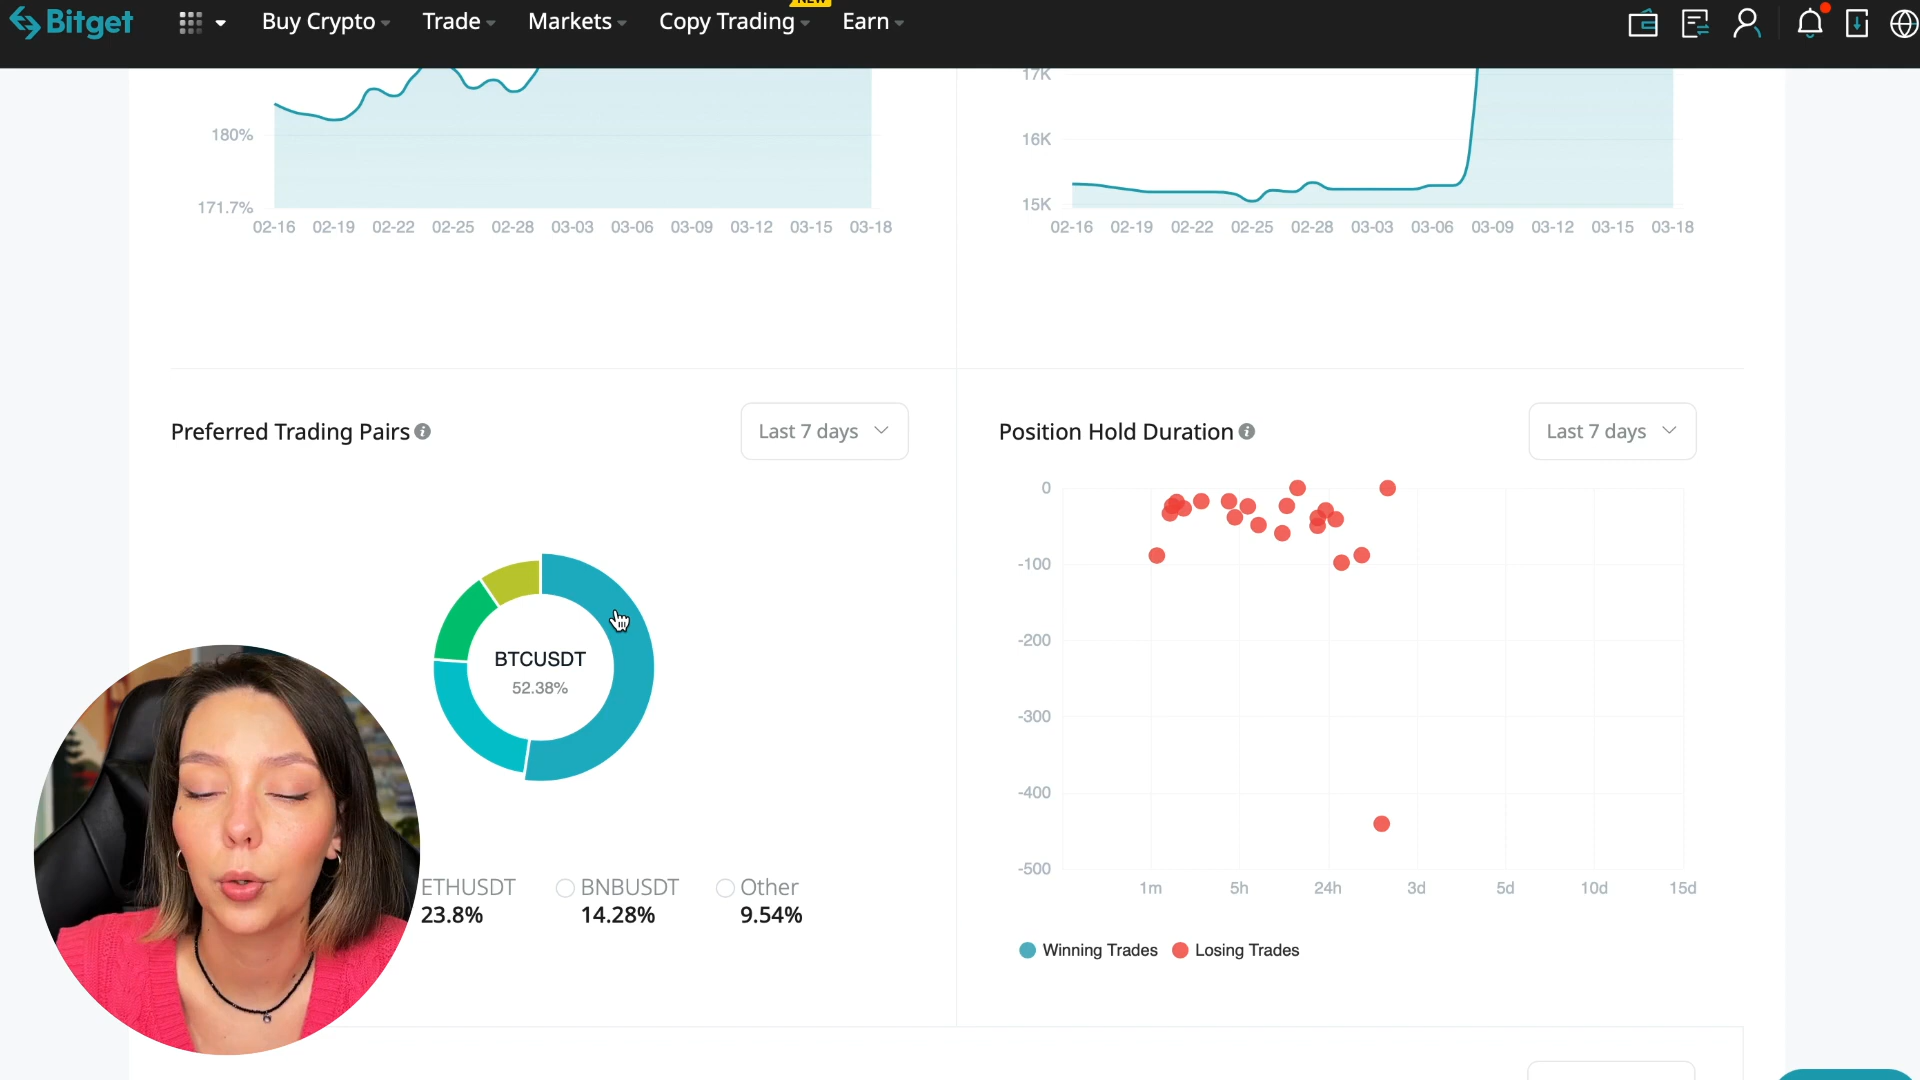 Bitget
Buy Crypto
Trade
Markets
Copy Trading
NEW
Earn
180%
171.7%
02-16 02-19 02-22 02-25 02-28 03-03 03-06 03-09 03-12 03-15 03-18
17K
16K
15K
02-16 02-19 02-22 02-25 02-28 03-03 03-06 03-09 03-12 03-15 03-18
Preferred Trading Pairs
Last 7 days
BTCUSDT
52.38%
ETHUSDT
23.8%
BNBUSDT
14.28%
Other
9.54%
Position Hold Duration
Last 7 days
0
-100
-200
-300
-400
-500
1m 5h 24h 3d 5d 10d 15d
Winning Trades Losing Trades